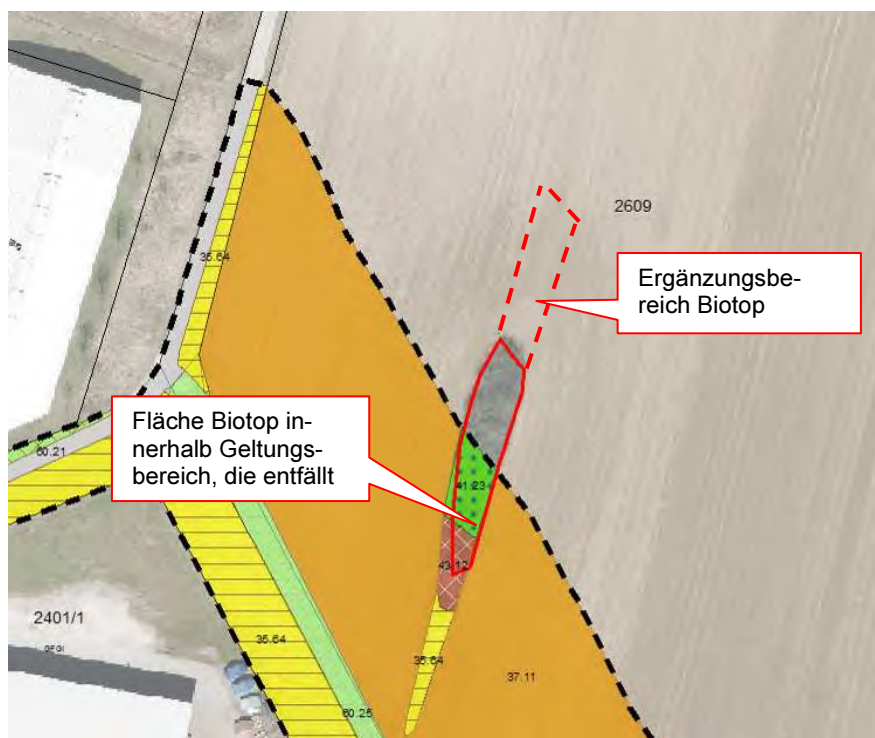 2609
35.64
Ergänzungsbe-
reich Biotop
Fläche Biotop in-
nerhalb Geltungs-
bereich, die entfällt
60.21
41.23
43.12
2401/1
GFGI
35.64
35.64
37.11
60.25